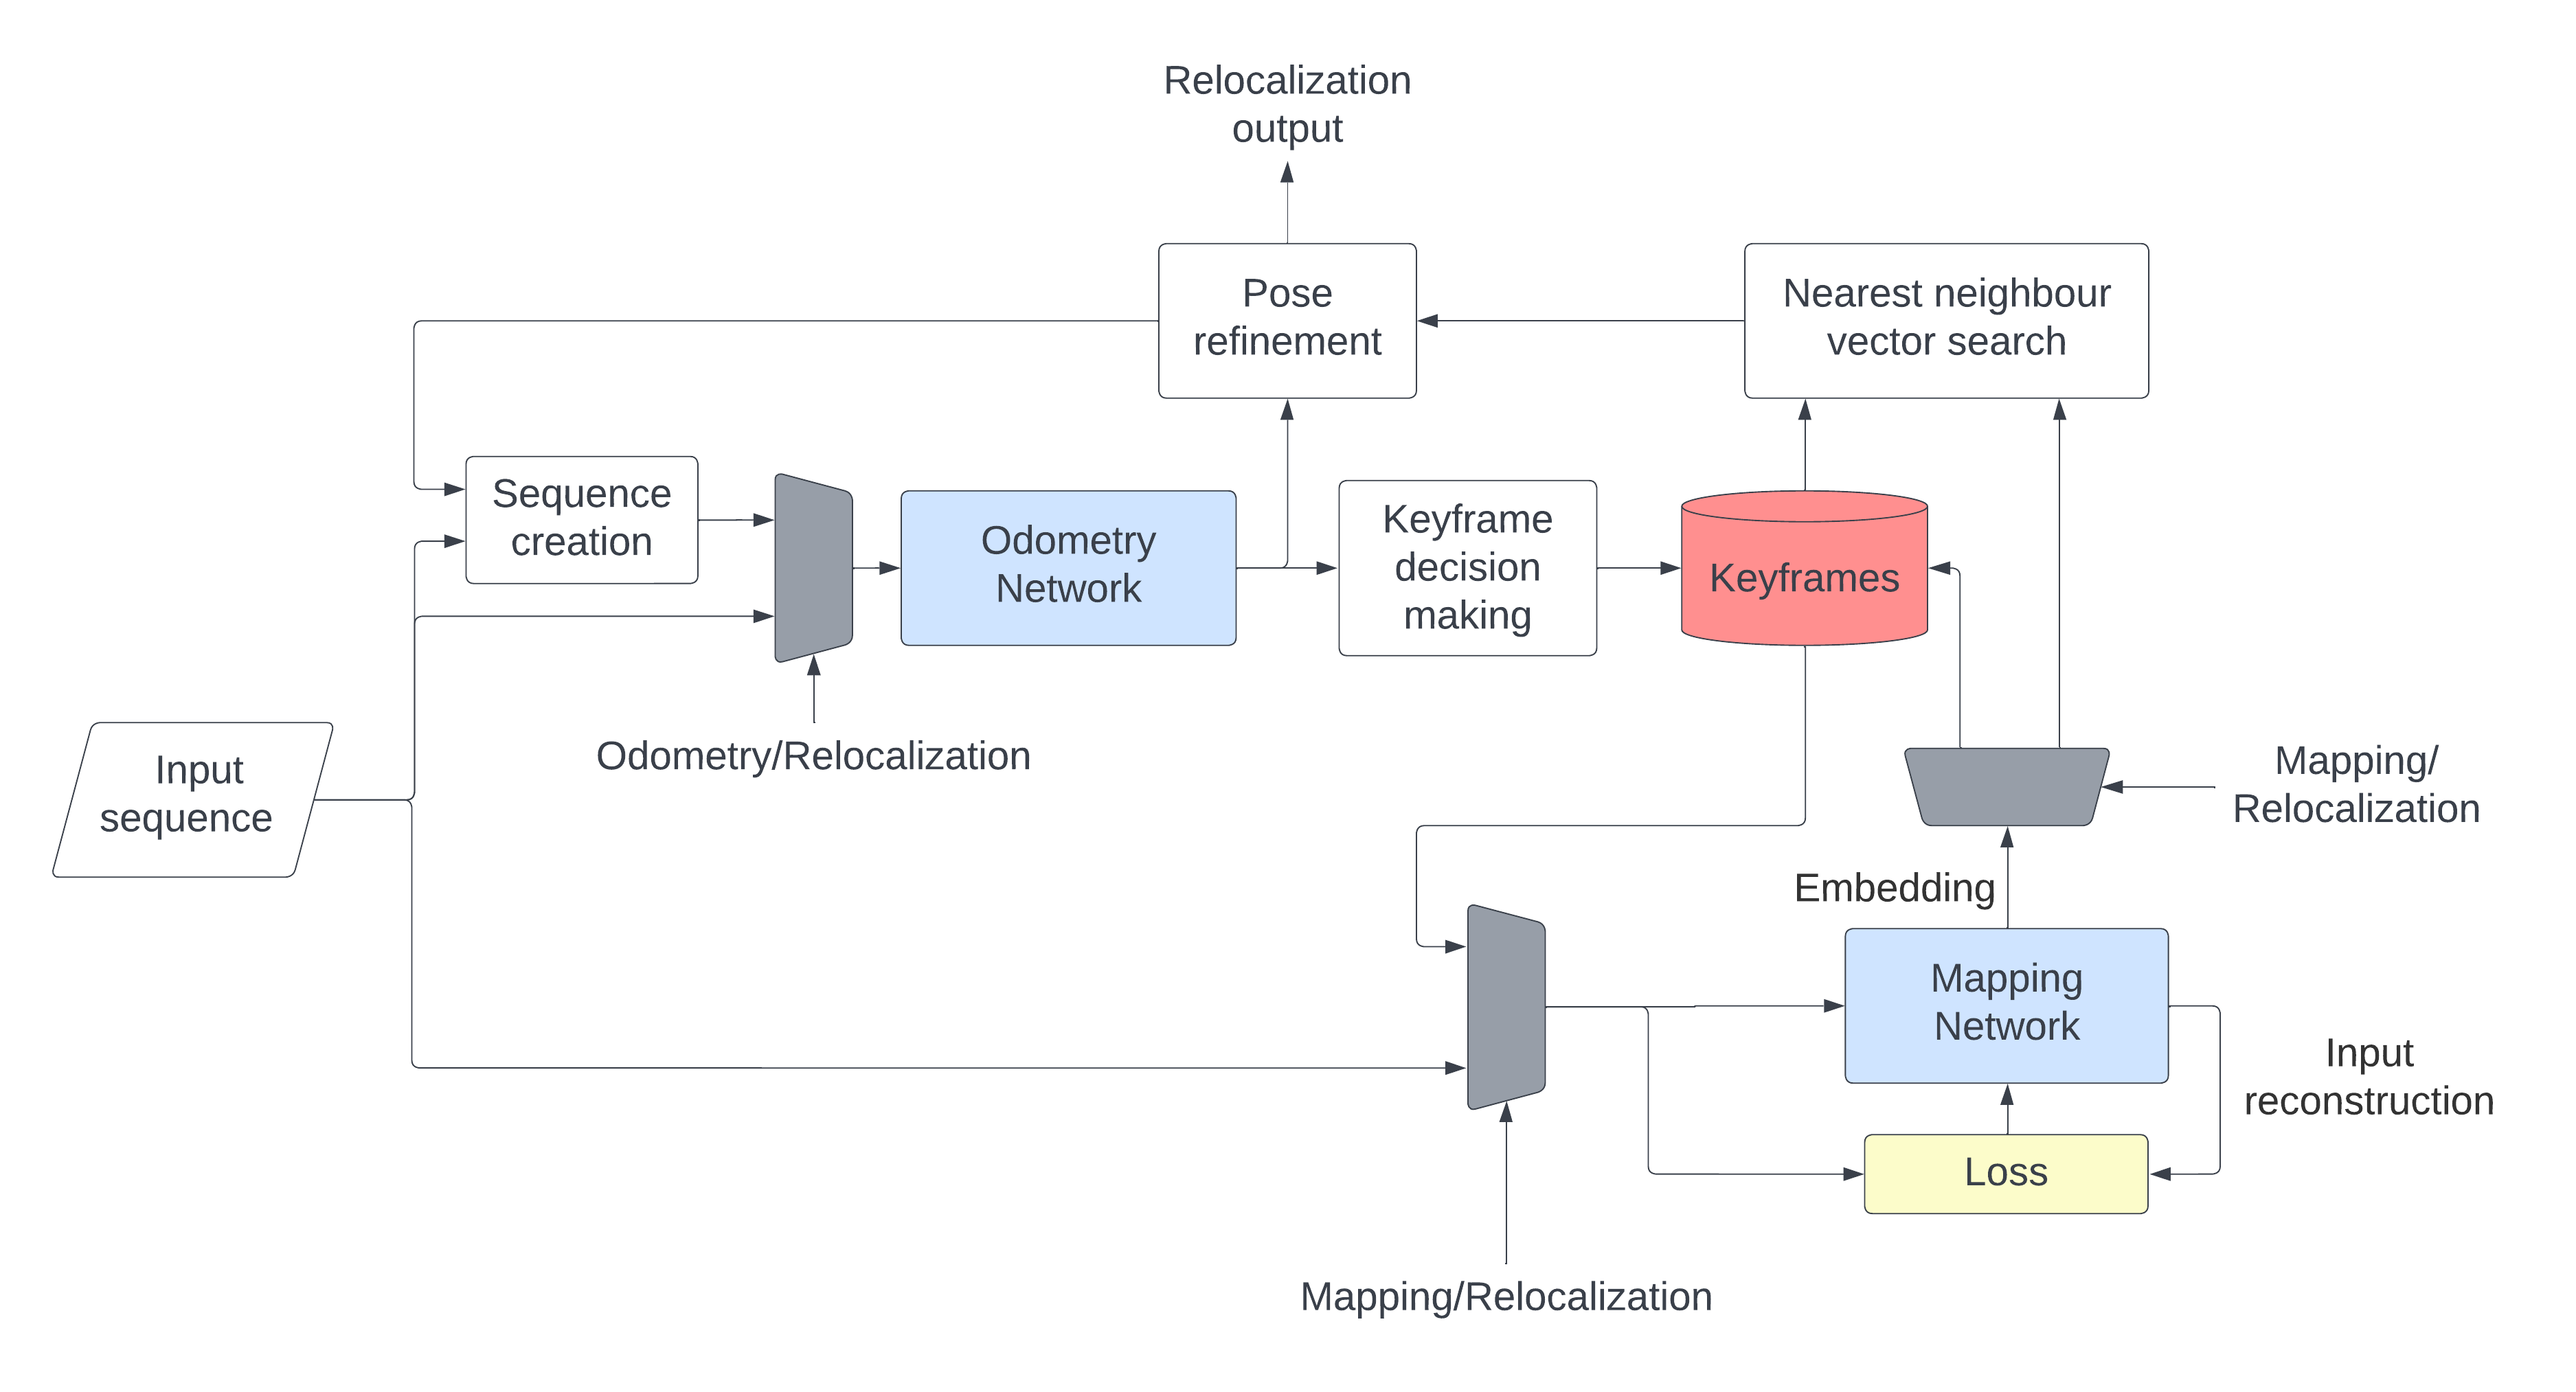 Relocalization
output
Pose
refinement
Nearest neighbour
vector search
Sequence
creation
Odometry
Network
Keyframe
decision
making
Keyframes
Odometry/Relocalization
Input
sequence
Mapping/
Relocalization
Embedding
Mapping
Network
Input
reconstruction
Loss
Mapping/Relocalization